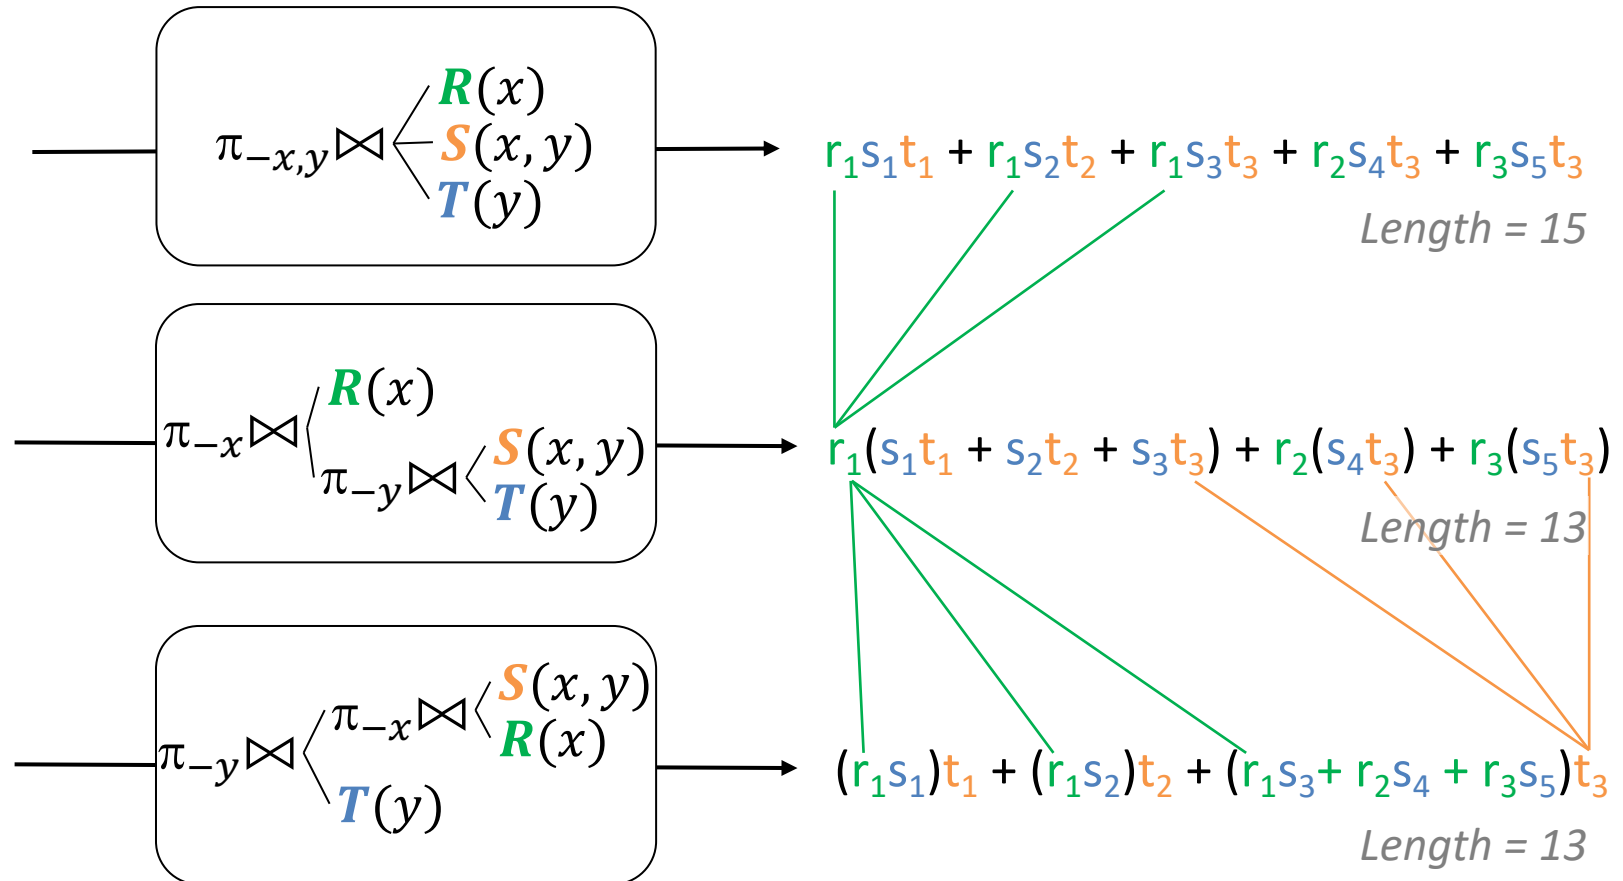 π₋ₓ,ᵧ ⋈ R(x)
S(x, y)
T(y)
r₁s₁t₁ + r₁s₂t₂ + r₁s₃t₃ + r₂s₄t₃ + r₃s₅t₃
Length = 15
π₋ₓ ⋈ R(x)
π₋ᵧ ⋈ S(x, y)
T(y)
r₁(s₁t₁ + s₂t₂ + s₃t₃) + r₂(s₄t₃) + r₃(s₅t₃)
Length = 13
π₋ᵧ ⋈ π₋ₓ ⋈ S(x, y)
R(x)
T(y)
(r₁s₁)t₁ + (r₁s₂)t₂ + (r₁s₃+ r₂s₄ + r₃s₅)t₃
Length = 13